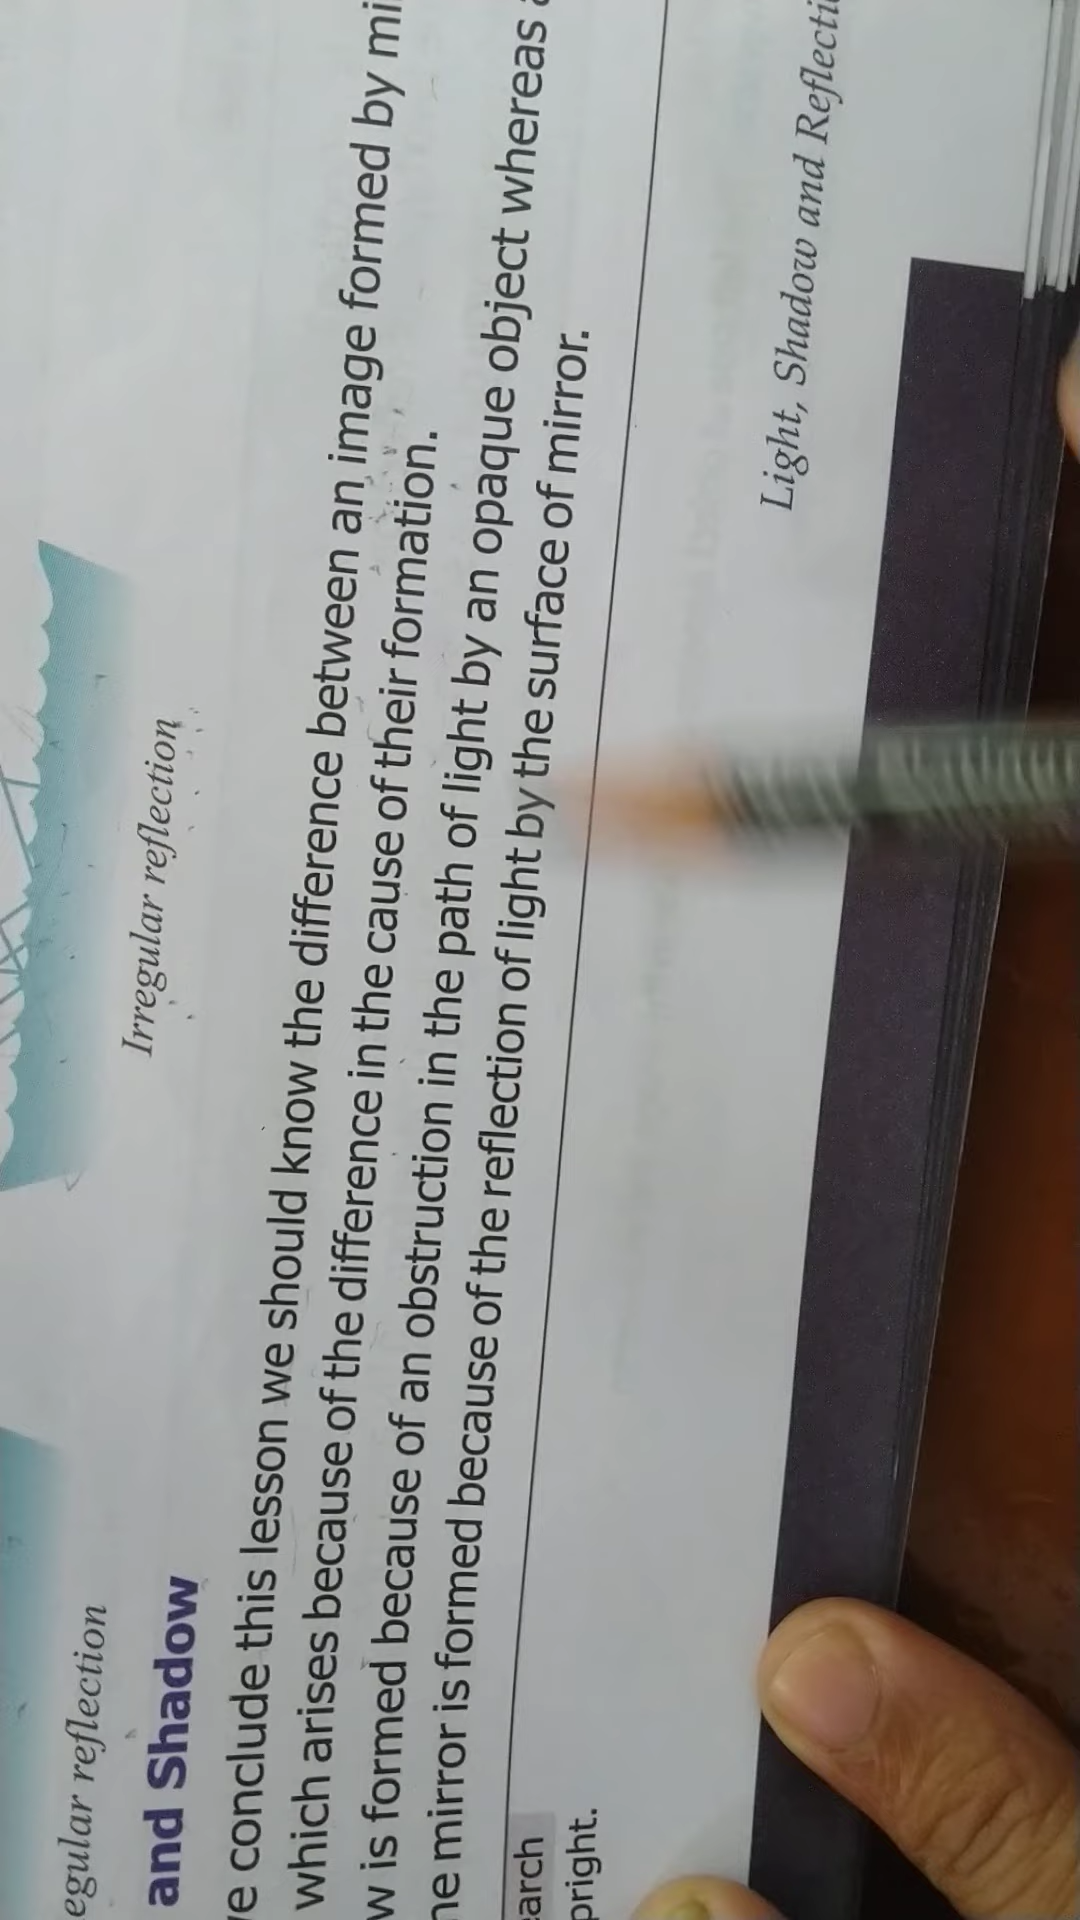 Irregular reflection
egular reflection
and Shadow
e conclude this lesson we should know the difference between an image formed by mi
which arises because of the difference in the cause of their formation.
w is formed because of an obstruction in the path of light by an opaque object whereas
he mirror is formed because of the reflection of light by the surface of mirror.
earch
pright.
Light, Shadow and Reflecti